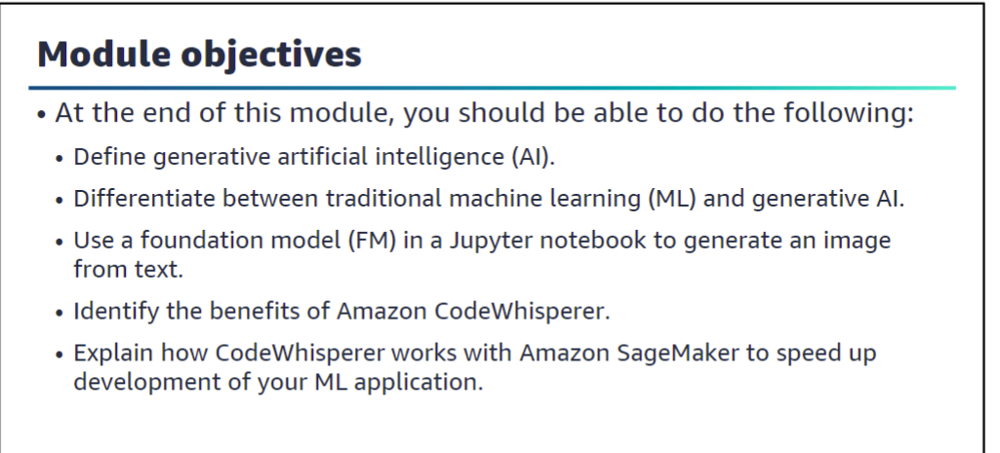 Module objectives
• At the end of this module, you should be able to do the following:
• Define generative artificial intelligence (AI).
• Differentiate between traditional machine learning (ML) and generative AI.
• Use a foundation model (FM) in a Jupyter notebook to generate an image
from text.
• Identify the benefits of Amazon CodeWhisperer.
• Explain how CodeWhisperer works with Amazon SageMaker to speed up
development of your ML application.